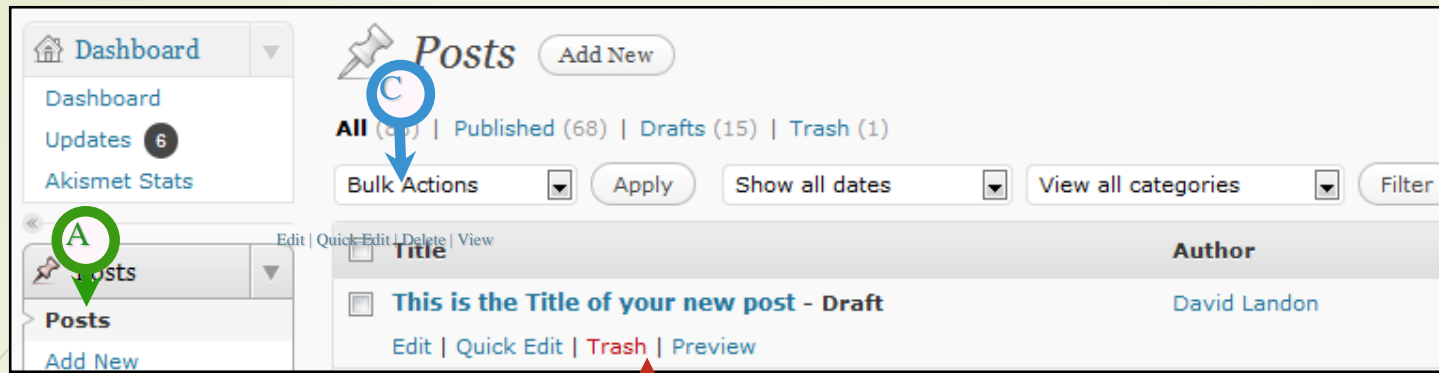 Dashboard
Dashboard
Updates 6
Akismet Stats
A
Posts
Posts
Add New
Posts Add New
C
All | Published (68) | Drafts (15) | Trash (1)
Bulk Actions Apply Show all dates View all categories Filter
Edit | Quick Edit | Delete | View
Title Author
This is the Title of your new post - Draft David Landon
Edit | Quick Edit | Trash | Preview